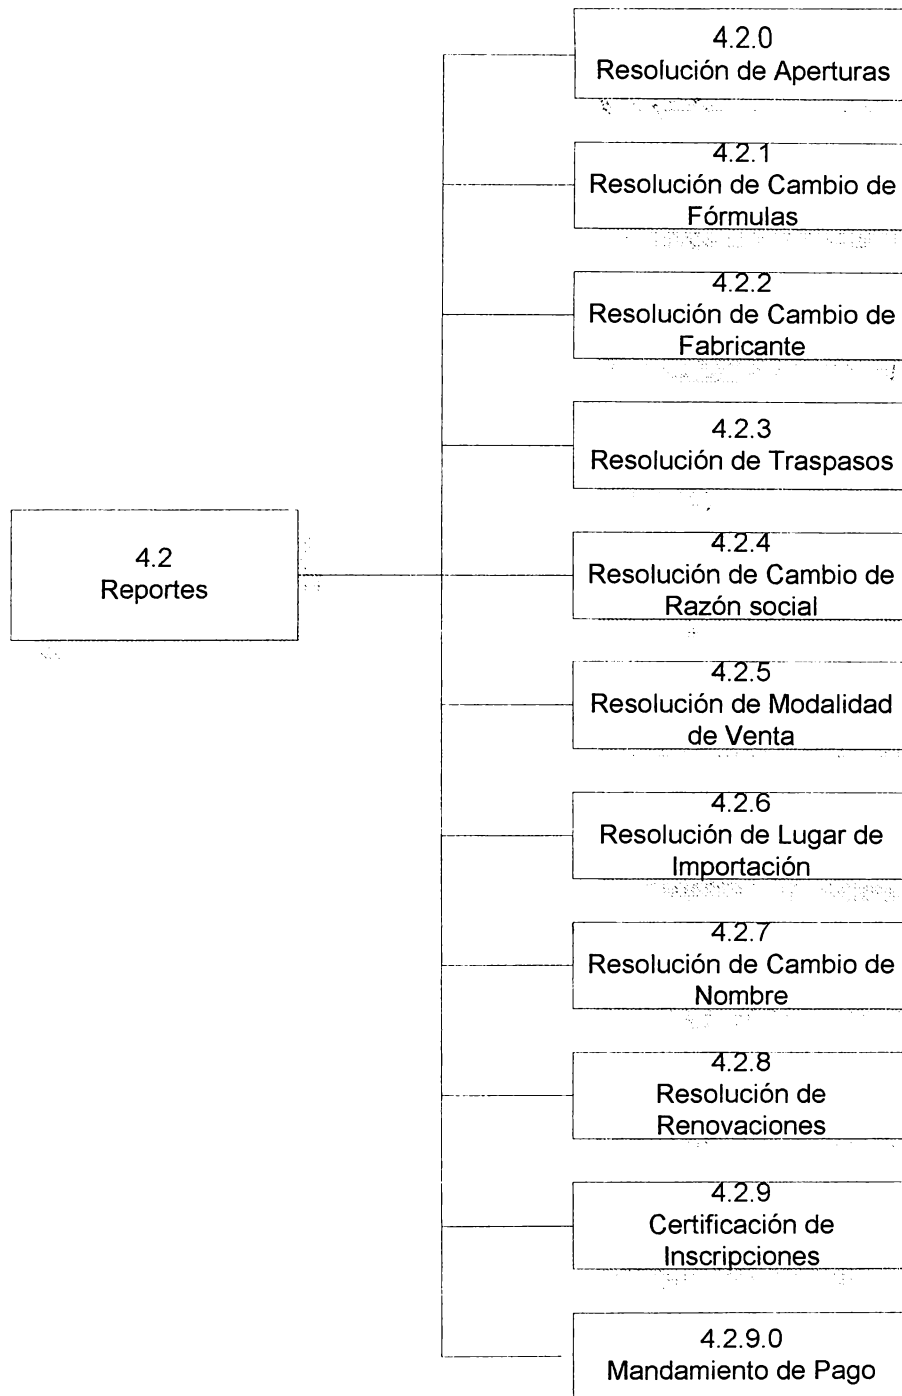 4.2.0
Resolución de Aperturas
4.2.1
Resolución de Cambio de
Fórmulas
4.2.2
Resolución de Cambio de
Fabricante
4.2.3
Resolución de Traspasos
4.2
Reportes
4.2.4
Resolución de Cambio de
Razón social
4.2.5
Resolución de Modalidad
de Venta
4.2.6
Resolución de Lugar de
Importación
4.2.7
Resolución de Cambio de
Nombre
4.2.8
Resolución de
Renovaciones
4.2.9
Certificación de
Inscripciones
4.2.9.0
Mandamiento de Pago